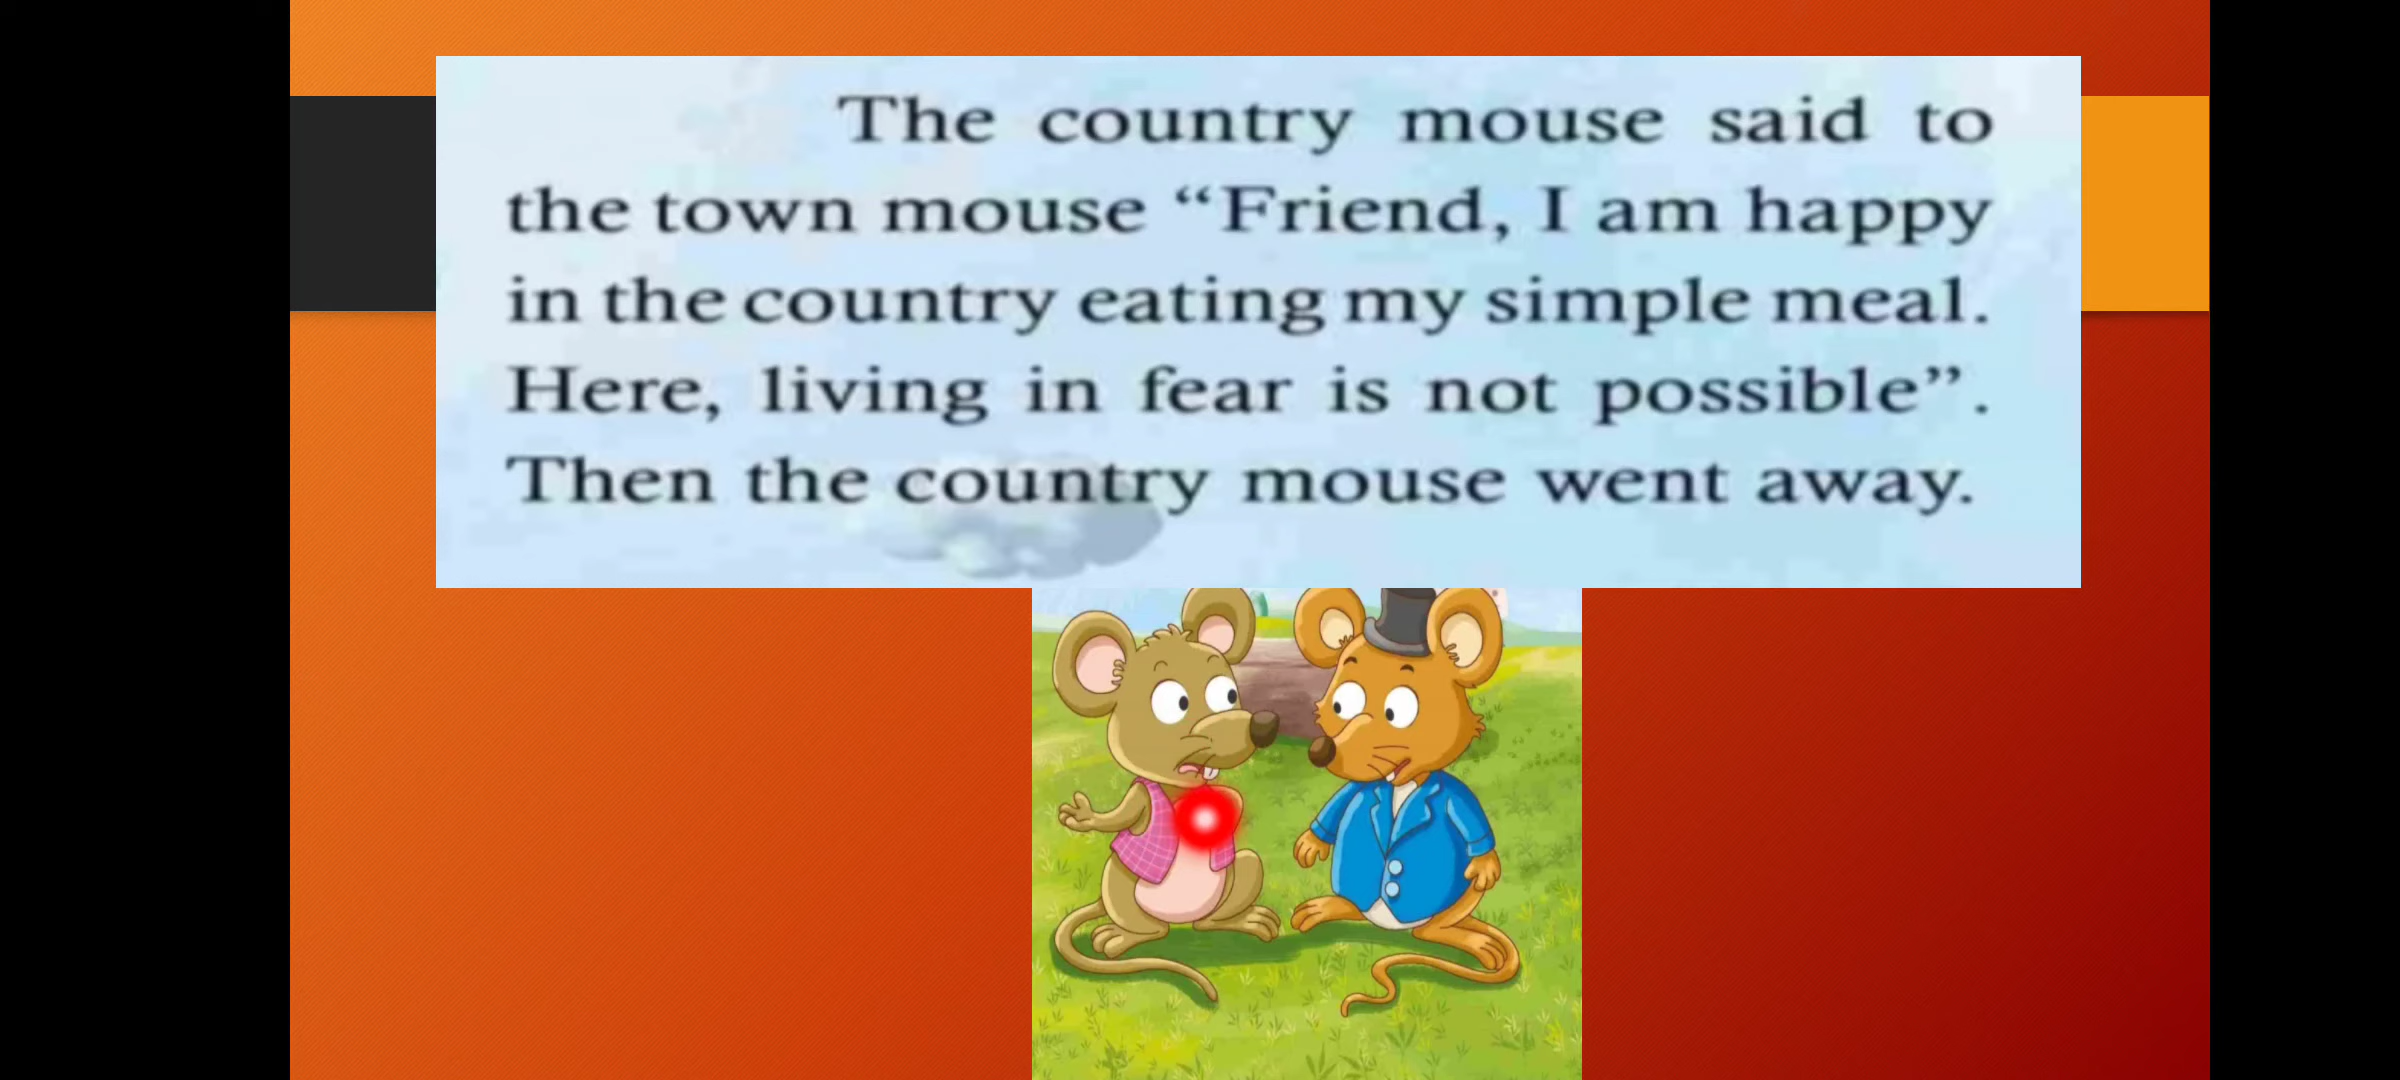 The country mouse said to
the town mouse “Friend, I am happy
in the country eating my simple meal.
Here, living in fear is not possible”.
Then the country mouse went away.